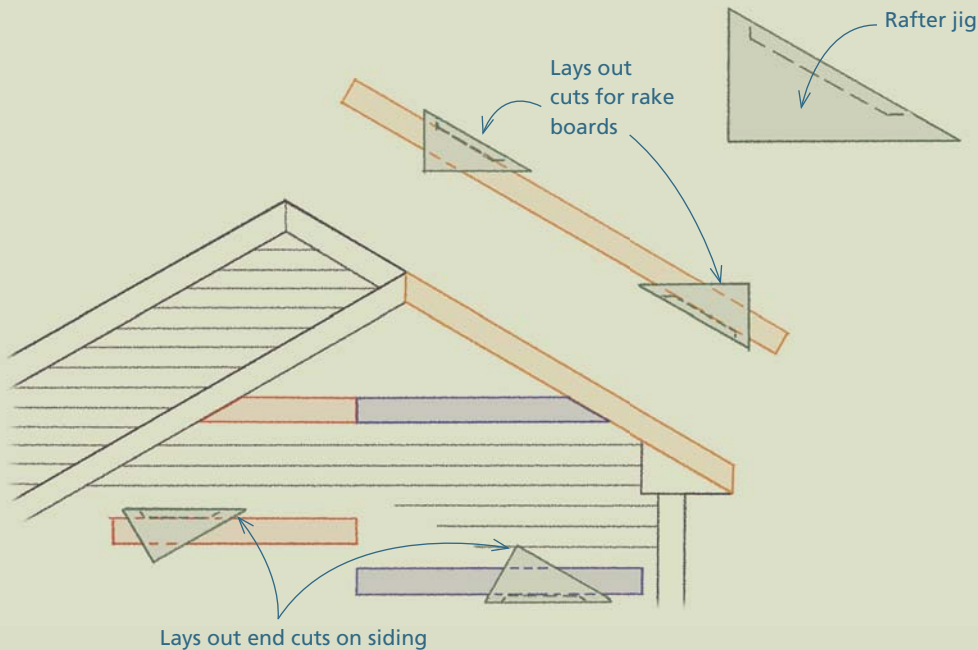 Rafter jig
Lays out
cuts for rake
boards
Lays out end cuts on siding